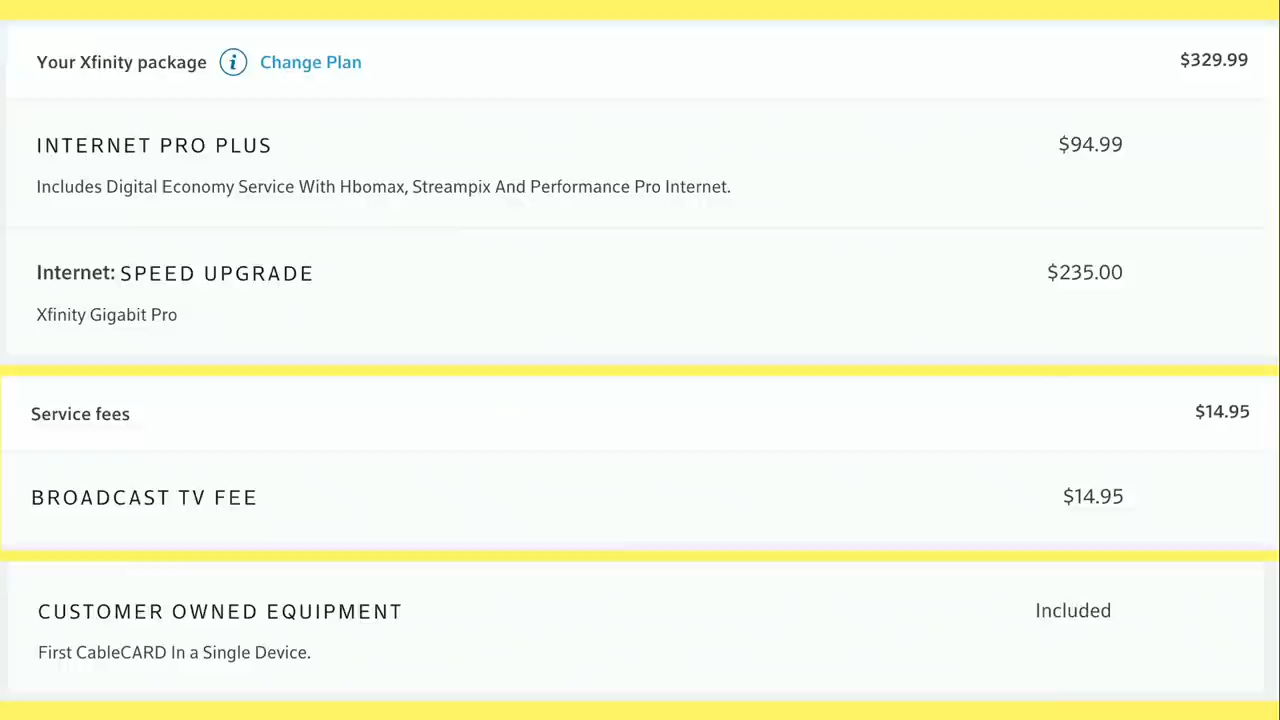 Your Xfinity package i Change Plan $329.99
INTERNET PRO PLUS $94.99
Includes Digital Economy Service With Hbomax, Streampix And Performance Pro Internet.
Internet: SPEED UPGRADE $235.00
Xfinity Gigabit Pro
Service fees $14.95
BROADCAST TV FEE $14.95
CUSTOMER OWNED EQUIPMENT Included
First CableCARD In a Single Device.